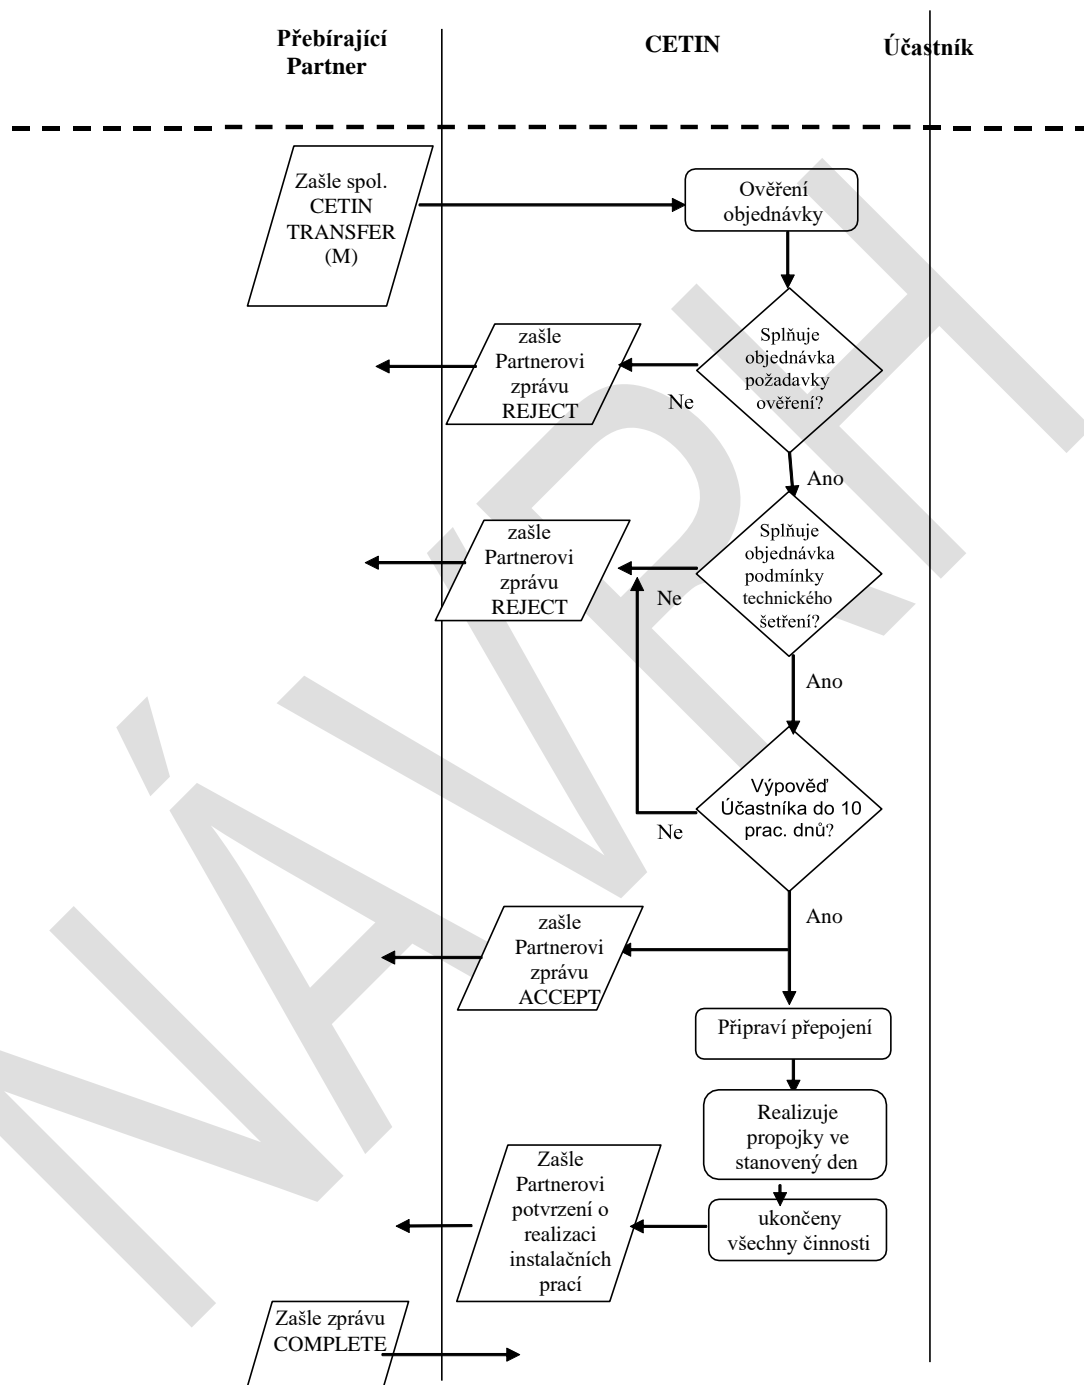 Přebírající
Partner
CETIN
Účastník
Zašle spol.
CETIN
TRANSFER
(M)
Ověření
objednávky
Splňuje
objednávka
požadavky
ověření?
zašle
Partnerovi
zprávu
REJECT
Ne
Ano
Splňuje
objednávka
podmínky
technického
šetření?
zašle
Partnerovi
zprávu
REJECT
Ne
Ano
Výpověď
Účastníka do 10
prac. dnů?
Ne
Ano
zašle
Partnerovi
zprávu
ACCEPT
Připraví přepojení
Realizuje
propojky ve
stanovený den
Zašle
Partnerovi
potvrzení o
realizaci
instalačních
prací
ukončeny
všechny činnosti
Zašle zprávu
COMPLETE
NÁVRH